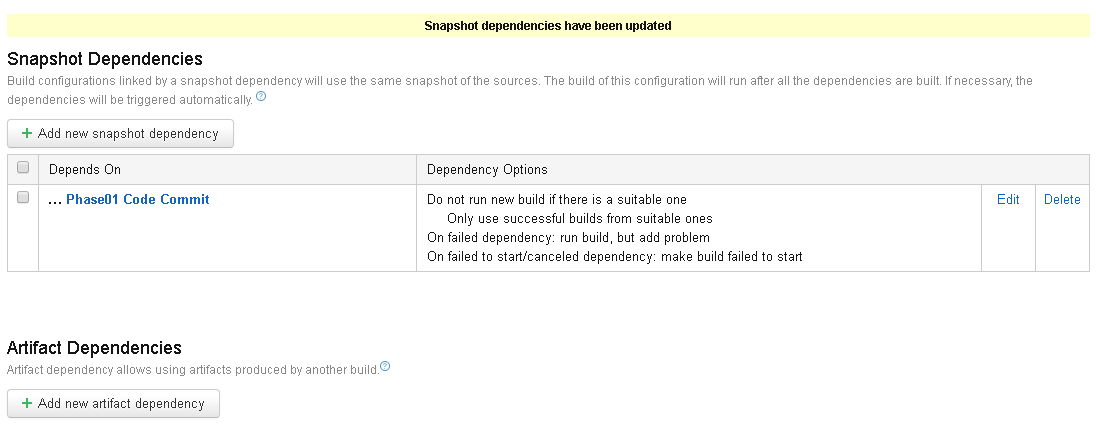 Snapshot dependencies have been updated
Snapshot Dependencies
Build configurations linked by a snapshot dependency will use the same snapshot of the sources. The build of this configuration will run after all the dependencies are built. If necessary, the
dependencies will be triggered automatically. ?
+ Add new snapshot dependency
Depends On Dependency Options
... Phase01 Code Commit Do not run new build if there is a suitable one Edit Delete
Only use successful builds from suitable ones
On failed dependency: run build, but add problem
On failed to start/canceled dependency: make build failed to start
Artifact Dependencies
Artifact dependency allows using artifacts produced by another build. ?
+ Add new artifact dependency